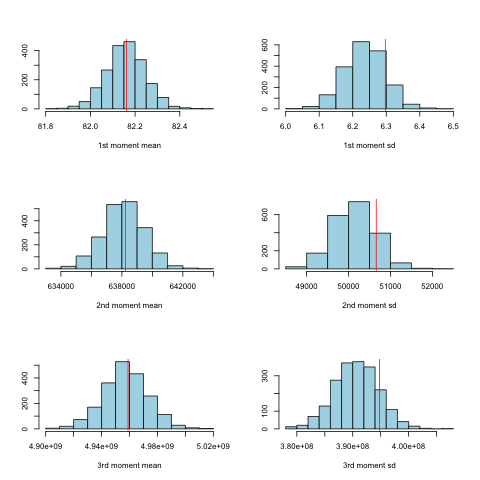 0 200 400
81.8 82.0 82.2 82.4
1st moment mean
0 200 400 600
6.0 6.1 6.2 6.3 6.4 6.5
1st moment sd
0 200 400
634000 638000 642000
2nd moment mean
0 200 600
49000 50000 51000 52000
2nd moment sd
0 200 400
4.90e+09 4.94e+09 4.98e+09 5.02e+09
3rd moment mean
0 100 300
3.80e+08 3.90e+08 4.00e+08
3rd moment sd